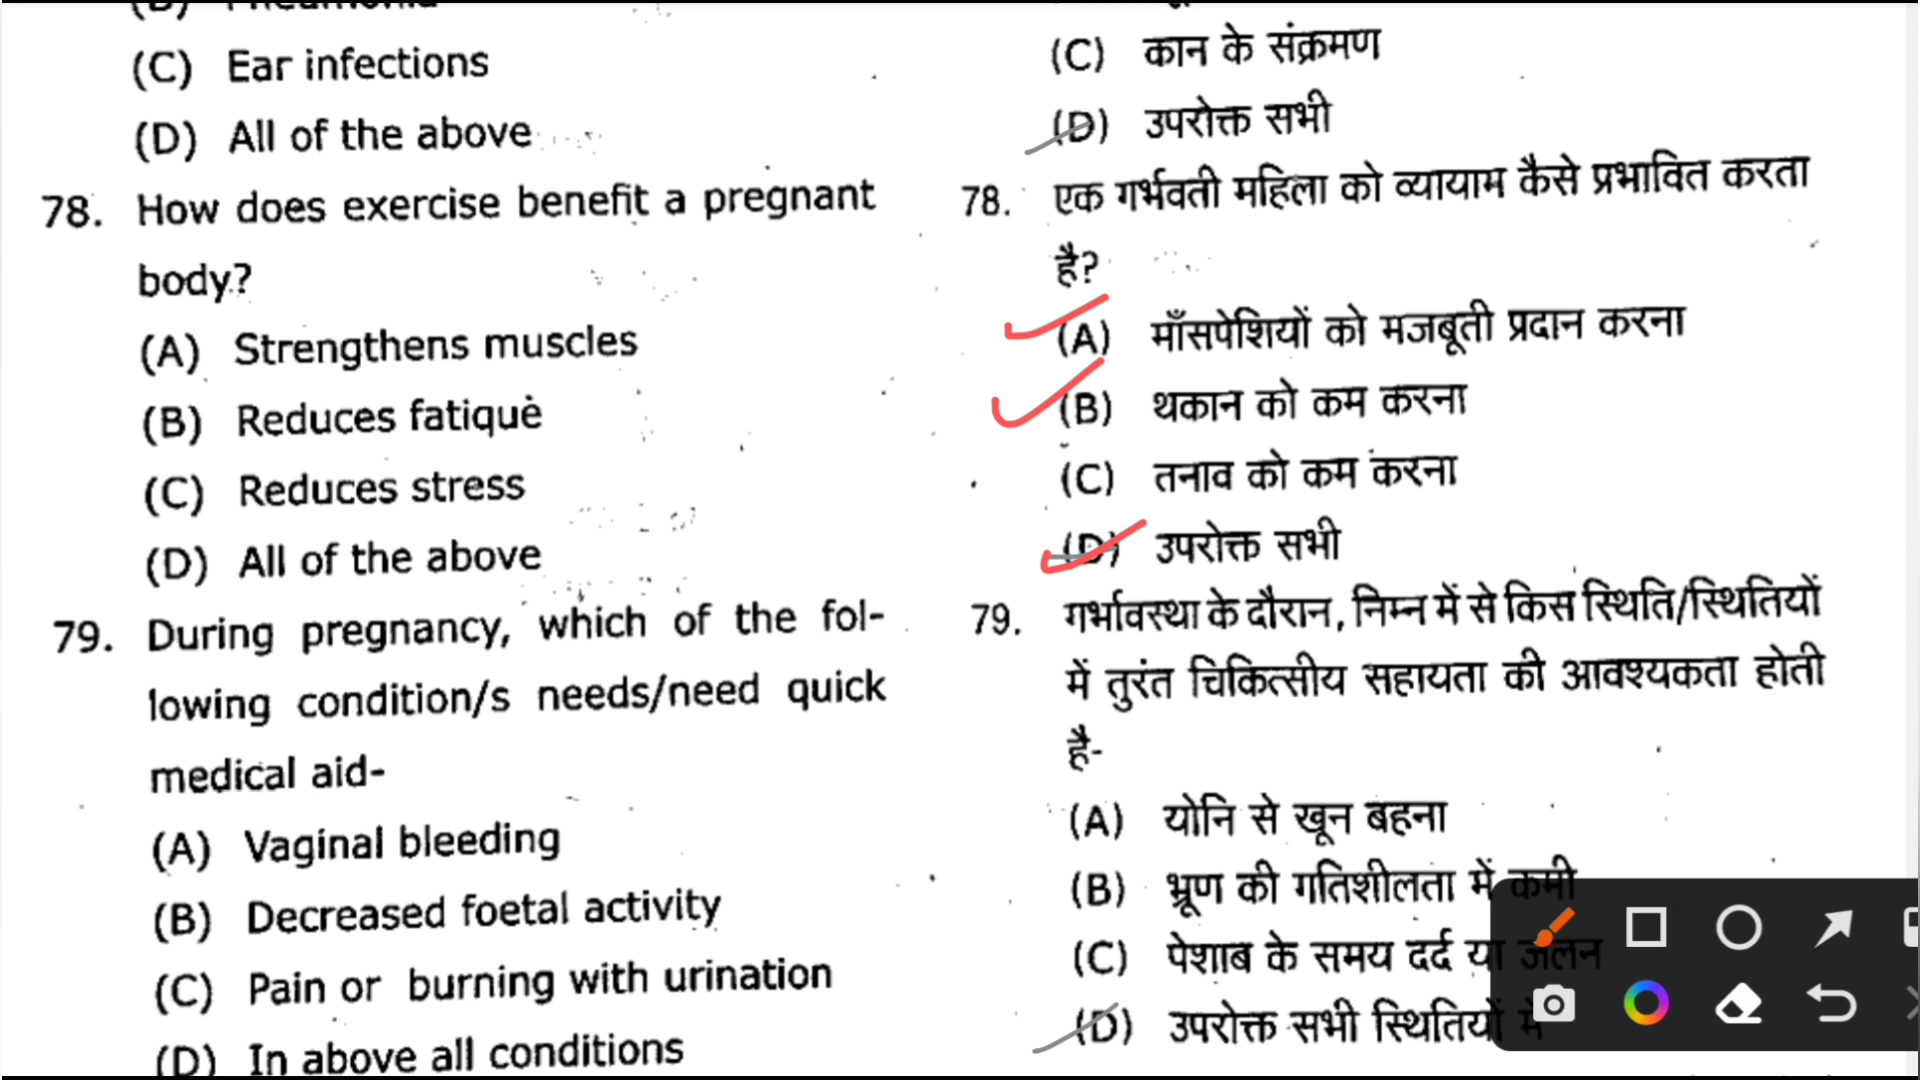 (C) Ear infections
(D) All of the above
78. How does exercise benefit a pregnant
body?
(A) Strengthens muscles
(B) Reduces fatique
(C) Reduces stress
(D) All of the above
79. During pregnancy, which of the fol-
lowing condition/s needs/need quick
medical aid-
(A) Vaginal bleeding
(B) Decreased foetal activity
(C) Pain or burning with urination
(D) In above all conditions
(C) कान के संक्रमण
(D) उपरोक्त सभी
78. एक गर्भवती महिला को व्यायाम कैसे प्रभावित करता
है?
(A) माँसपेशियों को मजबूती प्रदान करना
(B) थकान को कम करना
(C) तनाव को कम करना
(D) उपरोक्त सभी
79. गर्भावस्था के दौरान, निम्न में से किस स्थिति/स्थितियों
में तुरंत चिकित्सीय सहायता की आवश्यकता होती
है-
(A) योनि से खून बहना
(B) भ्रूण की गतिशीलता में कमी
(C) पेशाब के समय दर्द या जलन
(D) उपरोक्त सभी स्थितियों में